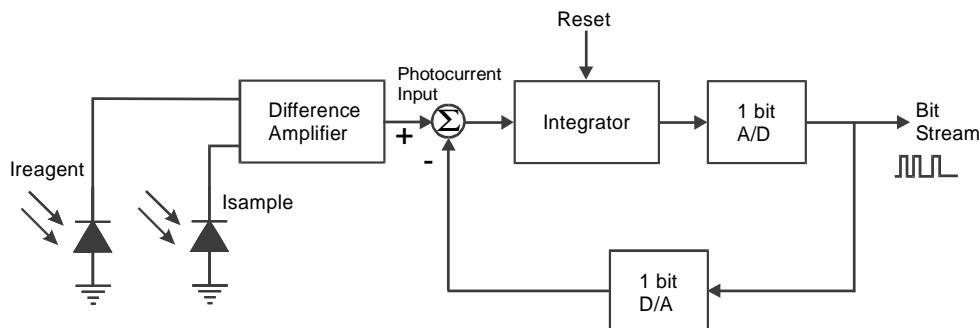 Reset
Photocurrent
Input
Difference
Amplifier
Σ
+
-
Integrator
1 bit
A/D
Bit
Stream
Ireagent
Isample
1 bit
D/A